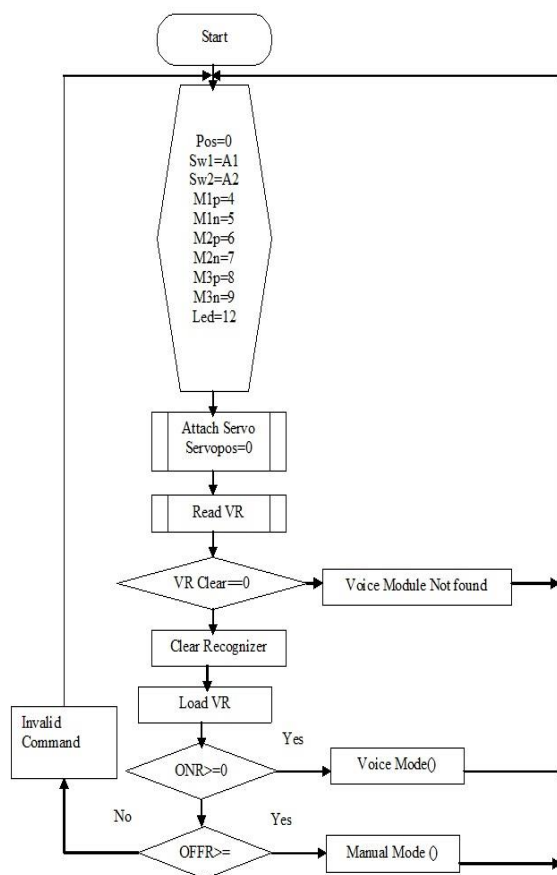 Start
Pos=0
Sw1=A1
Sw2=A2
M1p=4
M1n=5
M2p=6
M2n=7
M3p=8
M3n=9
Led=12
Attach Servo
Servopos=0
Read VR
VR Clear==0
Voice Module Not found
Clear Recognizer
Load VR
Invalid
Command
Yes
ONR>=0
Voice Mode()
No
Yes
OFFR>=
Manual Mode ()